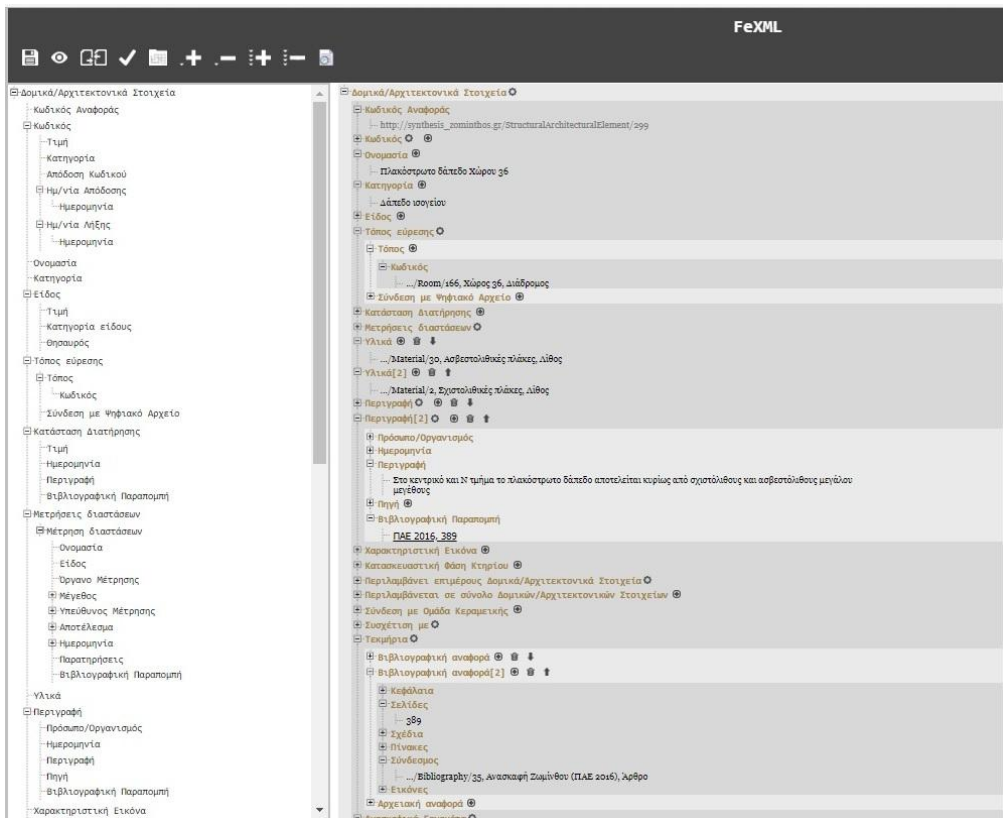 FeXML
Δομικά/Αρχιτεκτονικά Στοιχεία
Κωδικός Αναφοράς
Κωδικός
Τιμή
Κατηγορία
Απόδοση Κωδικού
Ημ/νία Απόδοσης
Ημερομηνία
Ημ/νία Λήξης
Ημερομηνία
Ονομασία
Κατηγορία
Είδος
Τιμή
Κατηγορία είδους
Θησαυρός
Τόπος εύρεσης
Τόπος
Κωδικός
Σύνδεση με Ψηφιακό Αρχείο
Κατάσταση Διατήρησης
Τιμή
Ημερομηνία
Περιγραφή
Βιβλιογραφική Παραπομπή
Μετρήσεις διαστάσεων
Μέτρηση διαστάσεων
Ονομασία
Είδος
Όργανο Μέτρησης
Μέγεθος
Υπεύθυνος Μέτρησης
Αποτέλεσμα
Ημερομηνία
Παρατηρήσεις
Βιβλιογραφική Παραπομπή
Υλικά
Περιγραφή
Πρόσωπο/Οργανισμός
Ημερομηνία
Περιγραφή
Πηγή
Βιβλιογραφική Παραπομπή
Χαρακτηριστική Εικόνα
Δομικά/Αρχιτεκτονικά Στοιχεία
Κωδικός Αναφοράς
http://synthesis_zominthos.gr/StructuralArchitecturalElement/299
Κωδικός
Ονομασία
Πλακόστρωτο δάπεδο Χώρου 36
Κατηγορία
Δάπεδο ισογείου
Είδος
Τόπος εύρεσης
Τόπος
Κωδικός
.../Room/166, Χώρος 36, Διάδρομος
Σύνδεση με Ψηφιακό Αρχείο
Κατάσταση Διατήρησης
Μετρήσεις διαστάσεων
Υλικά
.../Material/30, Ασβεστολιθικές πλάκες, Λίθος
Υλικά[2]
.../Material/2, Σχιστολιθικές πλάκες, Λίθος
Περιγραφή
Περιγραφή[2]
Πρόσωπο/Οργανισμός
Ημερομηνία
Περιγραφή
Στο κεντρικό και Ν τμήμα το πλακόστρωτο δάπεδο αποτελείται κυρίως από σχιστόλιθους και ασβεστόλιθους μεγάλου
μεγέθους
Πηγή
Βιβλιογραφική Παραπομπή
ΠΑΕ 2016, 389
Χαρακτηριστική Εικόνα
Κατασκευαστική Φάση Κτηρίου
Περιλαμβάνει επιμέρους Δομικά/Αρχιτεκτονικά Στοιχεία
Περιλαμβάνεται σε σύνολο Δομικών/Αρχιτεκτονικών Στοιχείων
Σύνδεση με Ομάδα Κεραμεικής
Συσχέτιση με
Τεκμήρια
Βιβλιογραφική αναφορά
Βιβλιογραφική αναφορά[2]
Κεφάλαια
Σελίδες
389
Σχέδια
Πίνακες
Σύνδεσμος
.../Bibliography/35, Ανασκαφή Ζωμίνθου (ΠΑΕ 2016), Άρθρο
Εικόνες
Αρχειακή αναφορά